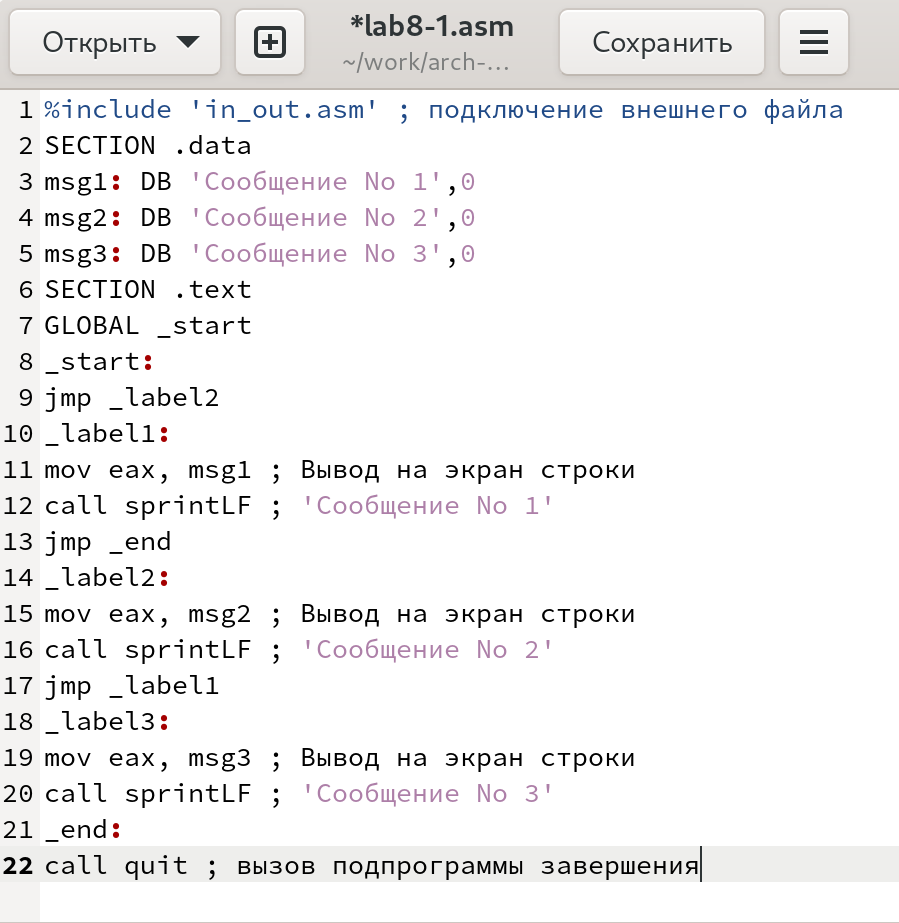 Открыть
*lab8-1.asm
~/work/arch-...
Сохранить
1 %include 'in_out.asm' ; подключение внешнего файла
2 SECTION .data
3 msg1: DB 'Сообщение No 1',0
4 msg2: DB 'Сообщение No 2',0
5 msg3: DB 'Сообщение No 3',0
6 SECTION .text
7 GLOBAL _start
8 _start:
9 jmp _label2
10 _label1:
11 mov eax, msg1 ; Вывод на экран строки
12 call sprintLF ; 'Сообщение No 1'
13 jmp _end
14 _label2:
15 mov eax, msg2 ; Вывод на экран строки
16 call sprintLF ; 'Сообщение No 2'
17 jmp _label1
18 _label3:
19 mov eax, msg3 ; Вывод на экран строки
20 call sprintLF ; 'Сообщение No 3'
21 _end:
22 call quit ; вызов подпрограммы завершения